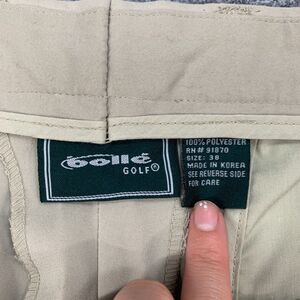 bollé
GOLF®
100% POLYESTER
RN # 91870
SIZE: 38
MADE IN KOREA
SEE REVERSE SIDE
FOR CARE